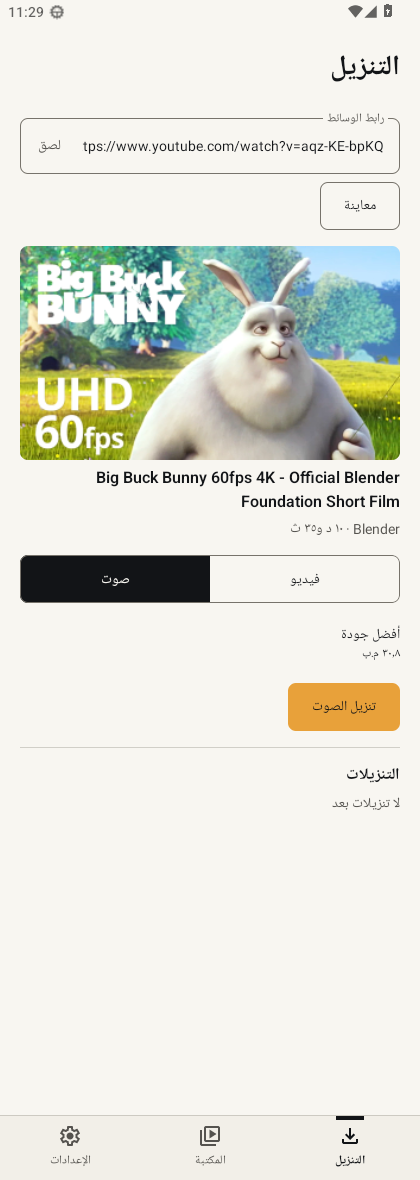 11:29
التنزيل
رابط الوسائط
tps://www.youtube.com/watch?v=aqz-KE-bpKQ
لصق
معاينة
Big Buck
BUNNY
UHD
60fps
Big Buck Bunny 60fps 4K - Official Blender
Foundation Short Film
Blender · ١٠ د و٣٥ ث
فيديو
صوت
أفضل جودة
٣٠٫٨ م.ب
تنزيل الصوت
التنزيلات
لا تنزيلات بعد
التنزيل
المكتبة
الإعدادات